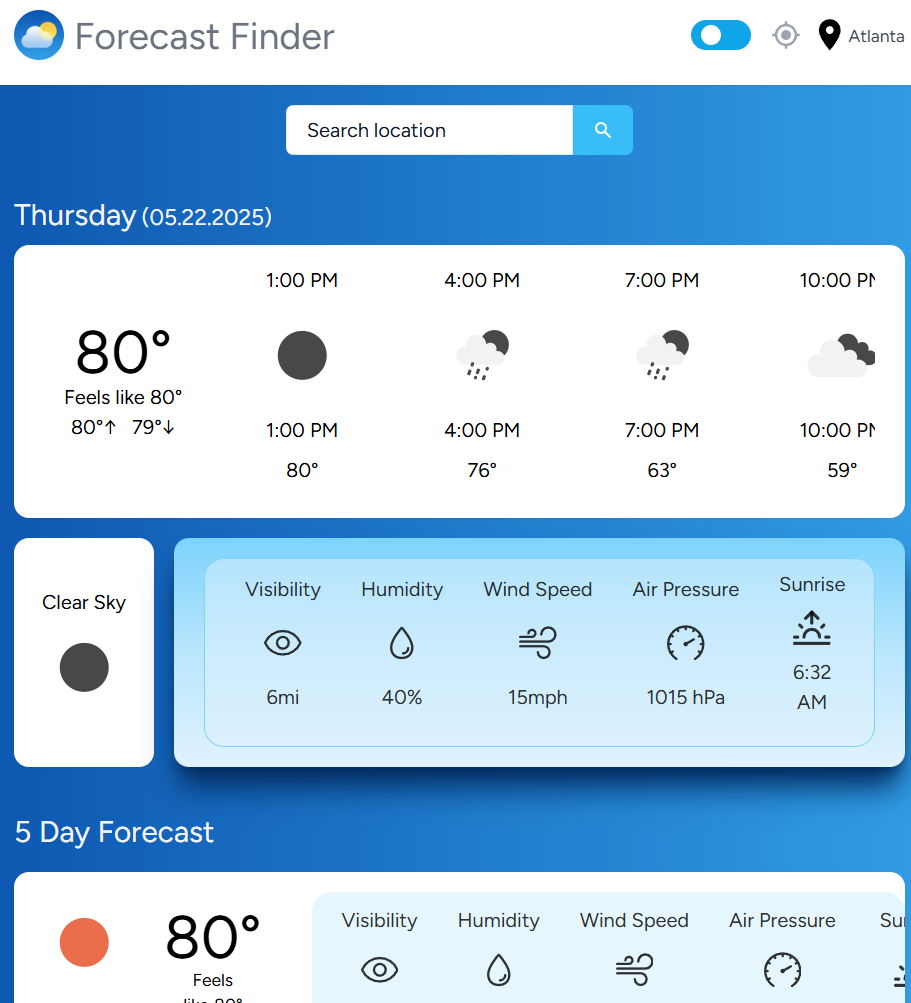 Forecast Finder
Atlanta
Search location
Thursday (05.22.2025)
1:00 PM 4:00 PM 7:00 PM 10:00 PM
80°
Feels like 80°
80°↑ 79°↓
1:00 PM 4:00 PM 7:00 PM 10:00 PM
80° 76° 63° 59°
Clear Sky
Visibility Humidity Wind Speed Air Pressure Sunrise
6mi 40% 15mph 1015 hPa 6:32
AM
5 Day Forecast
80°
Feels
like 80°
Visibility Humidity Wind Speed Air Pressure